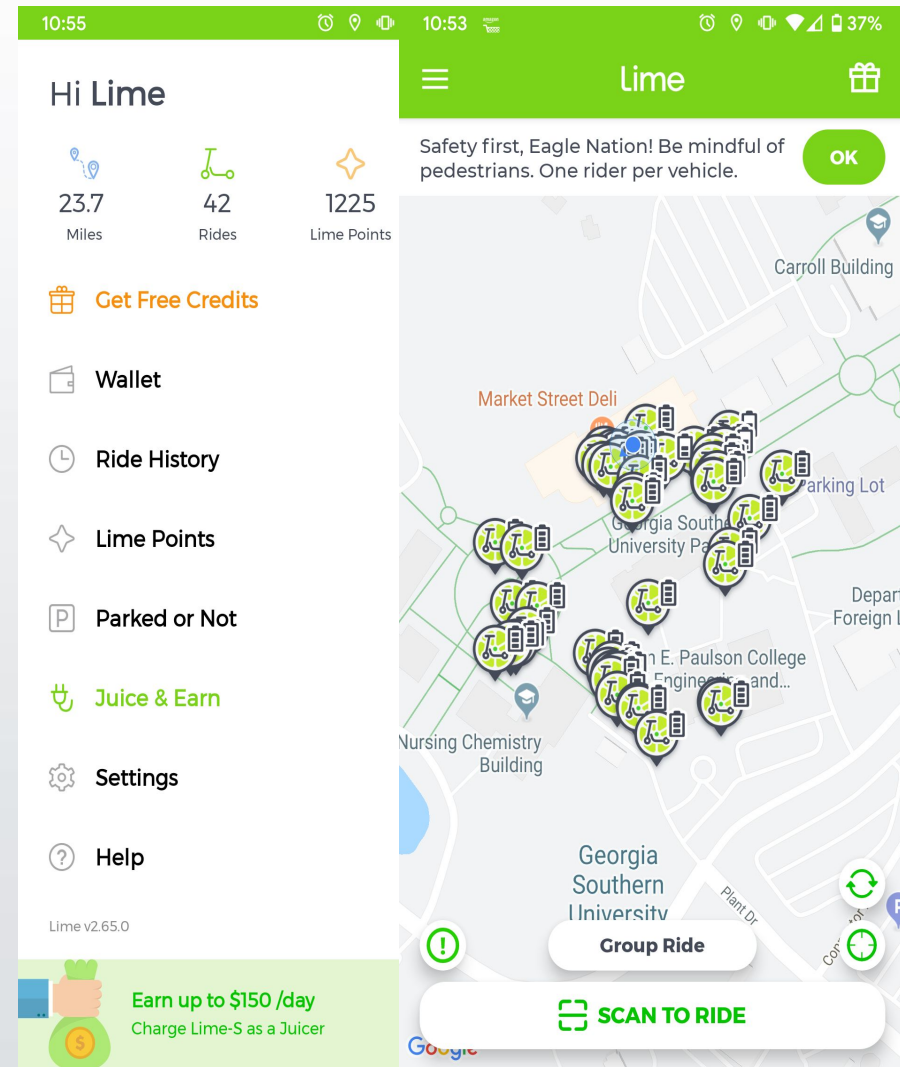 10:55
Hi Lime
23.7
Miles
42
Rides
1225
Lime Points
Get Free Credits
Wallet
Ride History
Lime Points
P
Parked or Not
Juice & Earn
Settings
?
Help
Lime v2.65.0
$
Earn up to $150 /day
Charge Lime-S as a Juicer
10:53
37%
Lime
Safety first, Eagle Nation! Be mindful of
pedestrians. One rider per vehicle.
OK
Carroll Building
Market Street Deli
Parking Lot
Georgia Southe
University Pa
Depart
Foreign L
n E. Paulson College
Engineering and...
Nursing Chemistry
Building
Georgia
Southern
University
Plant Dr
P
!
Group Ride
SCAN TO RIDE
Google